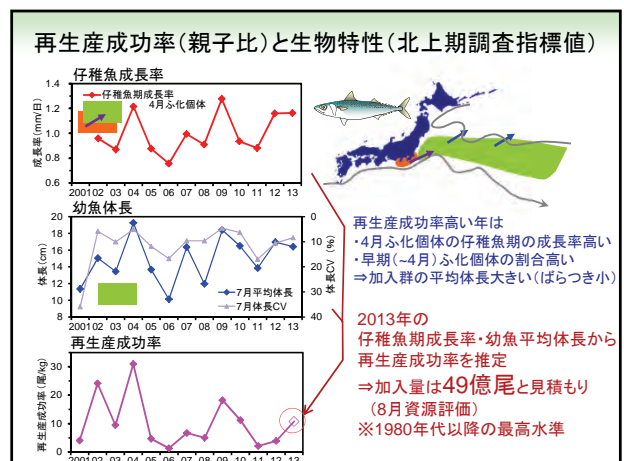 再生産成功率(親子比)と生物特性(北上期調査指標値)
仔稚魚成長率
仔稚魚期成長率
4月ふ化個体
成長率(mm/日)
1.4
1.2
1.0
0.8
0.6
2001 02 03 04 05 06 07 08 09 10 11 12 13
幼魚体長
体長(cm)
20
18
16
14
12
10
8
0
10
20
30
40
体長CV (%)
7月平均体長
7月体長CV
2001 02 03 04 05 06 07 08 09 10 11 12 13
再生産成功率
再生産成功率(尾/kg)
30
20
10
0
2001 02 03 04 05 06 07 08 09 10 11 12 13
再生産成功率高い年は
・4月ふ化個体の仔稚魚期の成長率高い
・早期(~4月)ふ化個体の割合高い
⇒加入群の平均体長大きい(ばらつき小)
2013年の
仔稚魚期成長率・幼魚平均体長から
再生産成功率を推定
⇒加入量は49億尾と見積もり
(8月資源評価)
※1980年代以降の最高水準